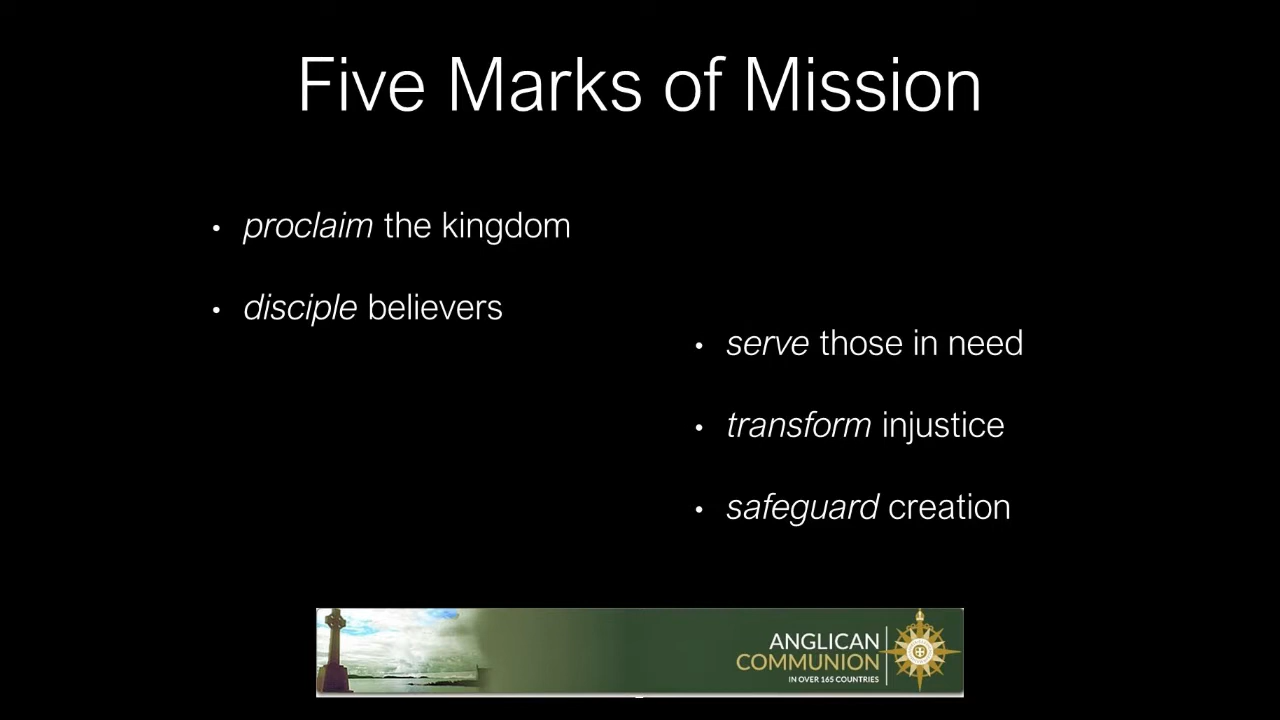 Five Marks of Mission
• proclaim the kingdom
• disciple believers
• serve those in need
• transform injustice
• safeguard creation
ANGLICAN
COMMUNION
IN OVER 165 COUNTRIES